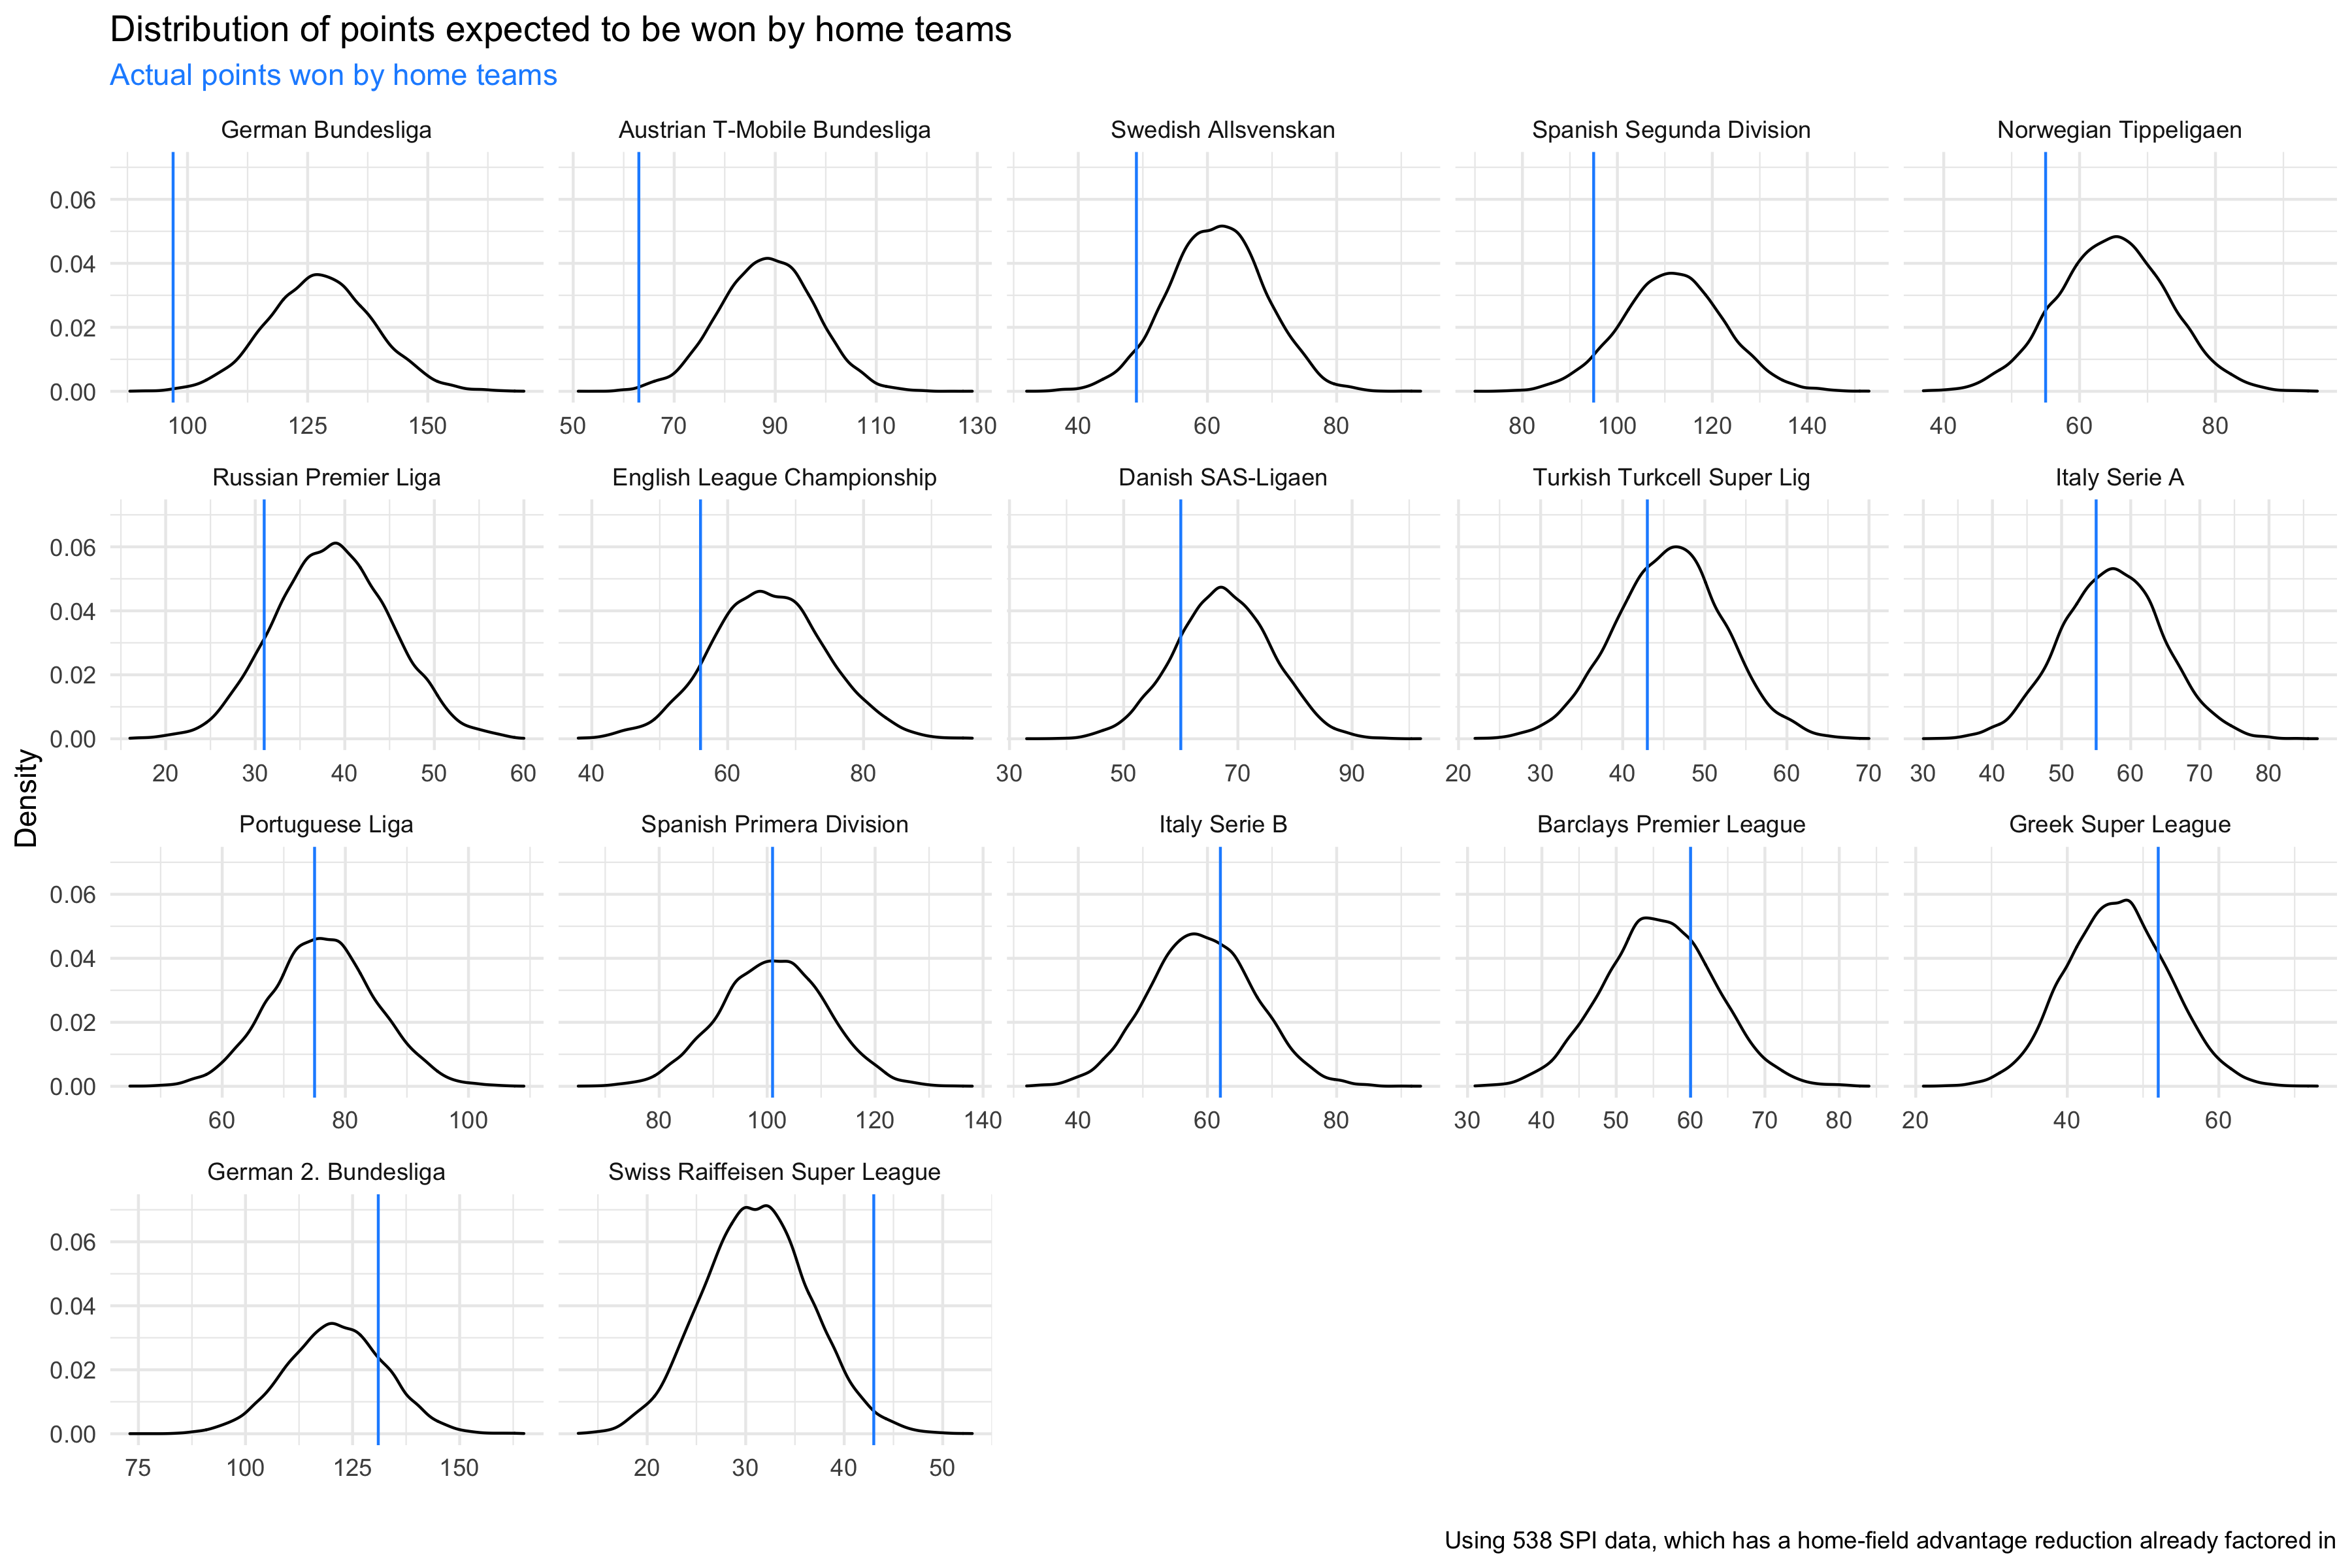 Distribution of points expected to be won by home teams
Actual points won by home teams
German Bundesliga
Austrian T-Mobile Bundesliga
Swedish Allsvenskan
Spanish Segunda Division
Norwegian Tippeligaen
0.06
0.04
0.02
0.00
100 125 150
50 70 90 110 130
40 60 80
80 100 120 140
40 60 80
Russian Premier Liga
English League Championship
Danish SAS-Ligaen
Turkish Turkcell Super Lig
Italy Serie A
0.06
0.04
0.02
0.00
20 30 40 50 60
40 60 80
30 50 70 90
20 30 40 50 60 70
30 40 50 60 70 80
Density
Portuguese Liga
Spanish Primera Division
Italy Serie B
Barclays Premier League
Greek Super League
0.06
0.04
0.02
0.00
60 80 100
80 100 120 140
40 60 80
30 40 50 60 70 80
20 40 60
German 2. Bundesliga
Swiss Raiffeisen Super League
0.06
0.04
0.02
0.00
75 100 125 150
20 30 40 50
Using 538 SPI data, which has a home-field advantage reduction already factored in